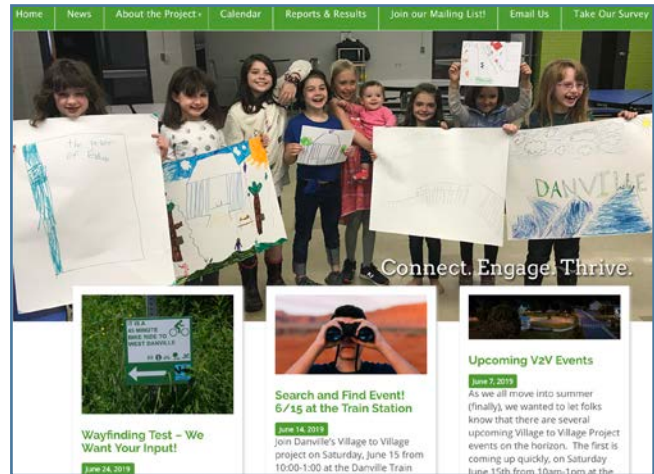 Home News About the Project Calendar Reports & Results Join our Mailing List! Email Us Take Our Survey
the
of
DANVILLE
Connect. Engage. Thrive.
IT IS A
MINUTE
BIKE RIDE TO
WEST DANVILLE
Wayfinding Test – We
Want Your Input!
June 24, 2019
Search and Find Event!
6/15 at the Train
Station
June 14, 2019
Join Danville's Village to Village
project on Saturday, June 15 from
10:00-1:00 at the Danville Train
Upcoming V2V Events
June 7, 2019
As we all move into summer
(finally), we wanted to let folks
know that there are several
upcoming Village to Village Project
events on the horizon. The first is
coming up quickly, on Saturday
June 15th from 10am-1pm at the